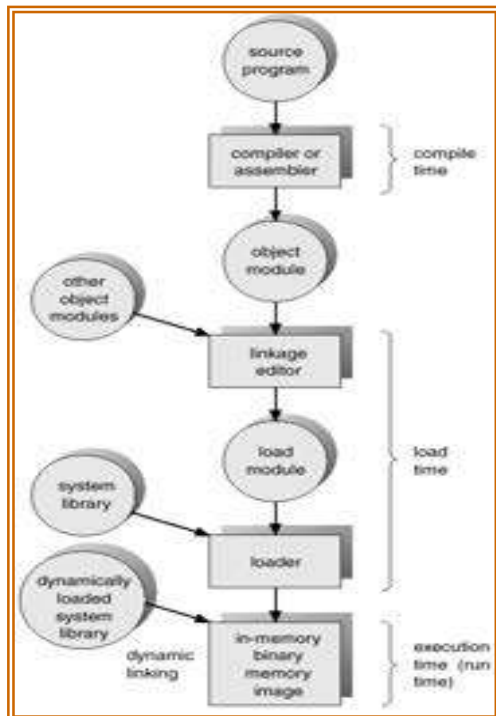 source
program
compiler or
assembler
compile
time
object
module
other
object
modules
linkage
editor
load
module
load
time
system
library
loader
dynamically
loaded
system
library
dynamic
linking
in-memory
binary
memory
image
execution
time (run
time)